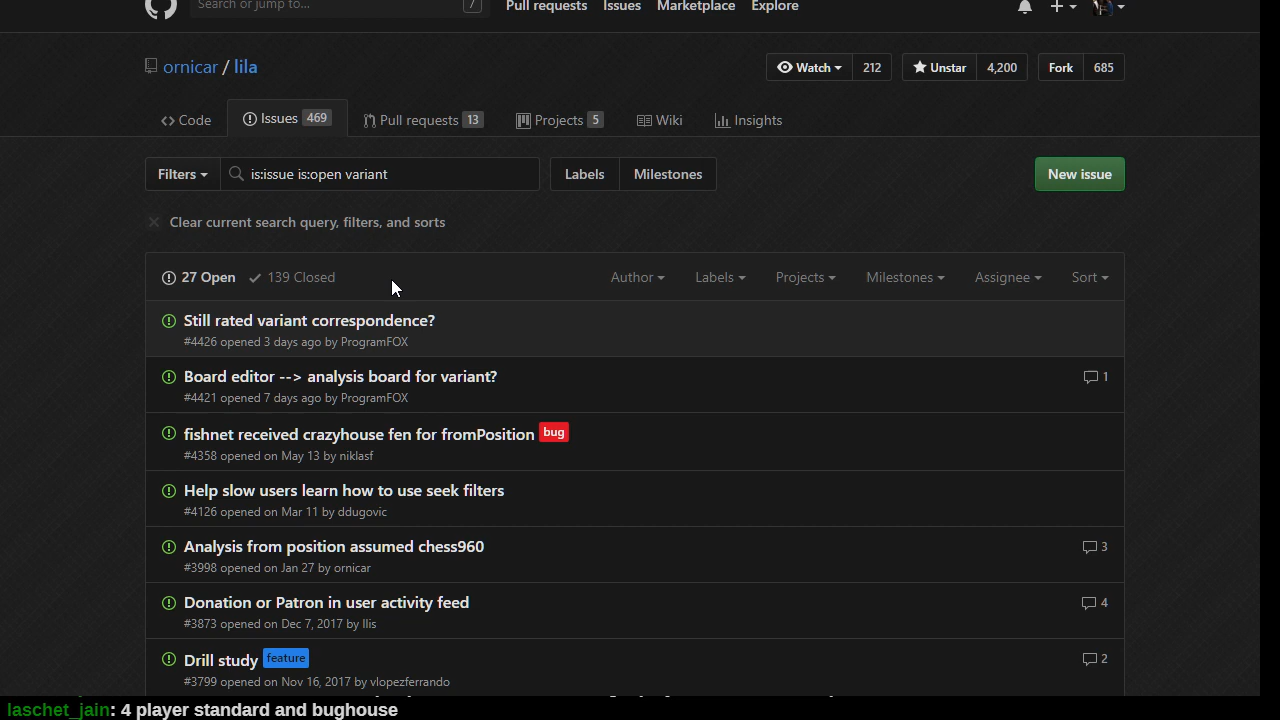 Search or jump to... / Pull requests Issues Marketplace Explore
ornicar / lila
Watch 212 Unstar 4,200 Fork 685
Code Issues 469 Pull requests 13 Projects 5 Wiki Insights
Filters is:issue is:open variant Labels Milestones New issue
Clear current search query, filters, and sorts
27 Open 139 Closed Author Labels Projects Milestones Assignee Sort
Still rated variant correspondence?
#4426 opened 3 days ago by ProgramFOX
Board editor --> analysis board for variant? 1
#4421 opened 7 days ago by ProgramFOX
fishnet received crazyhouse fen for fromPosition bug
#4358 opened on May 13 by niklasf
Help slow users learn how to use seek filters
#4126 opened on Mar 11 by ddugovic
Analysis from position assumed chess960 3
#3998 opened on Jan 27 by ornicar
Donation or Patron in user activity feed 4
#3873 opened on Dec 7, 2017 by llis
Drill study feature 2
#3799 opened on Nov 16, 2017 by vlopezferrando
laschet_jain: 4 player standard and bughouse